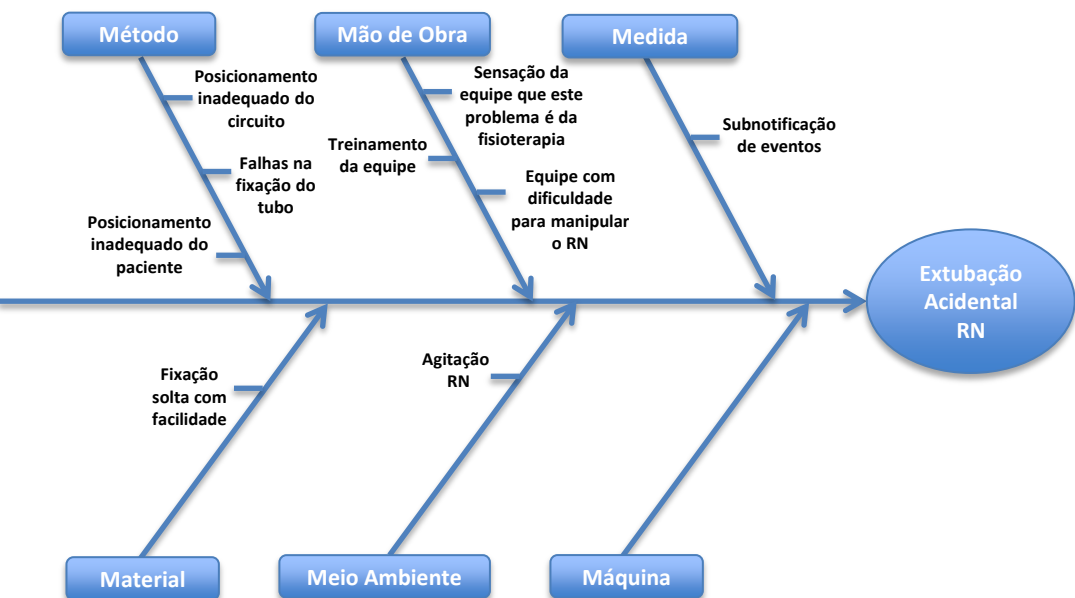 Método
Mão de Obra
Medida
Posicionamento
inadequado do
circuito
Falhas na
fixação do
tubo
Posicionamento
inadequado do
paciente
Sensação da
equipe que este
problema é da
fisioterapia
Treinamento
da equipe
Equipe com
dificuldade
para manipular
o RN
Subnotificação
de eventos
Extubação
Acidental
RN
Fixação
solta com
facilidade
Agitação
RN
Material
Meio Ambiente
Máquina